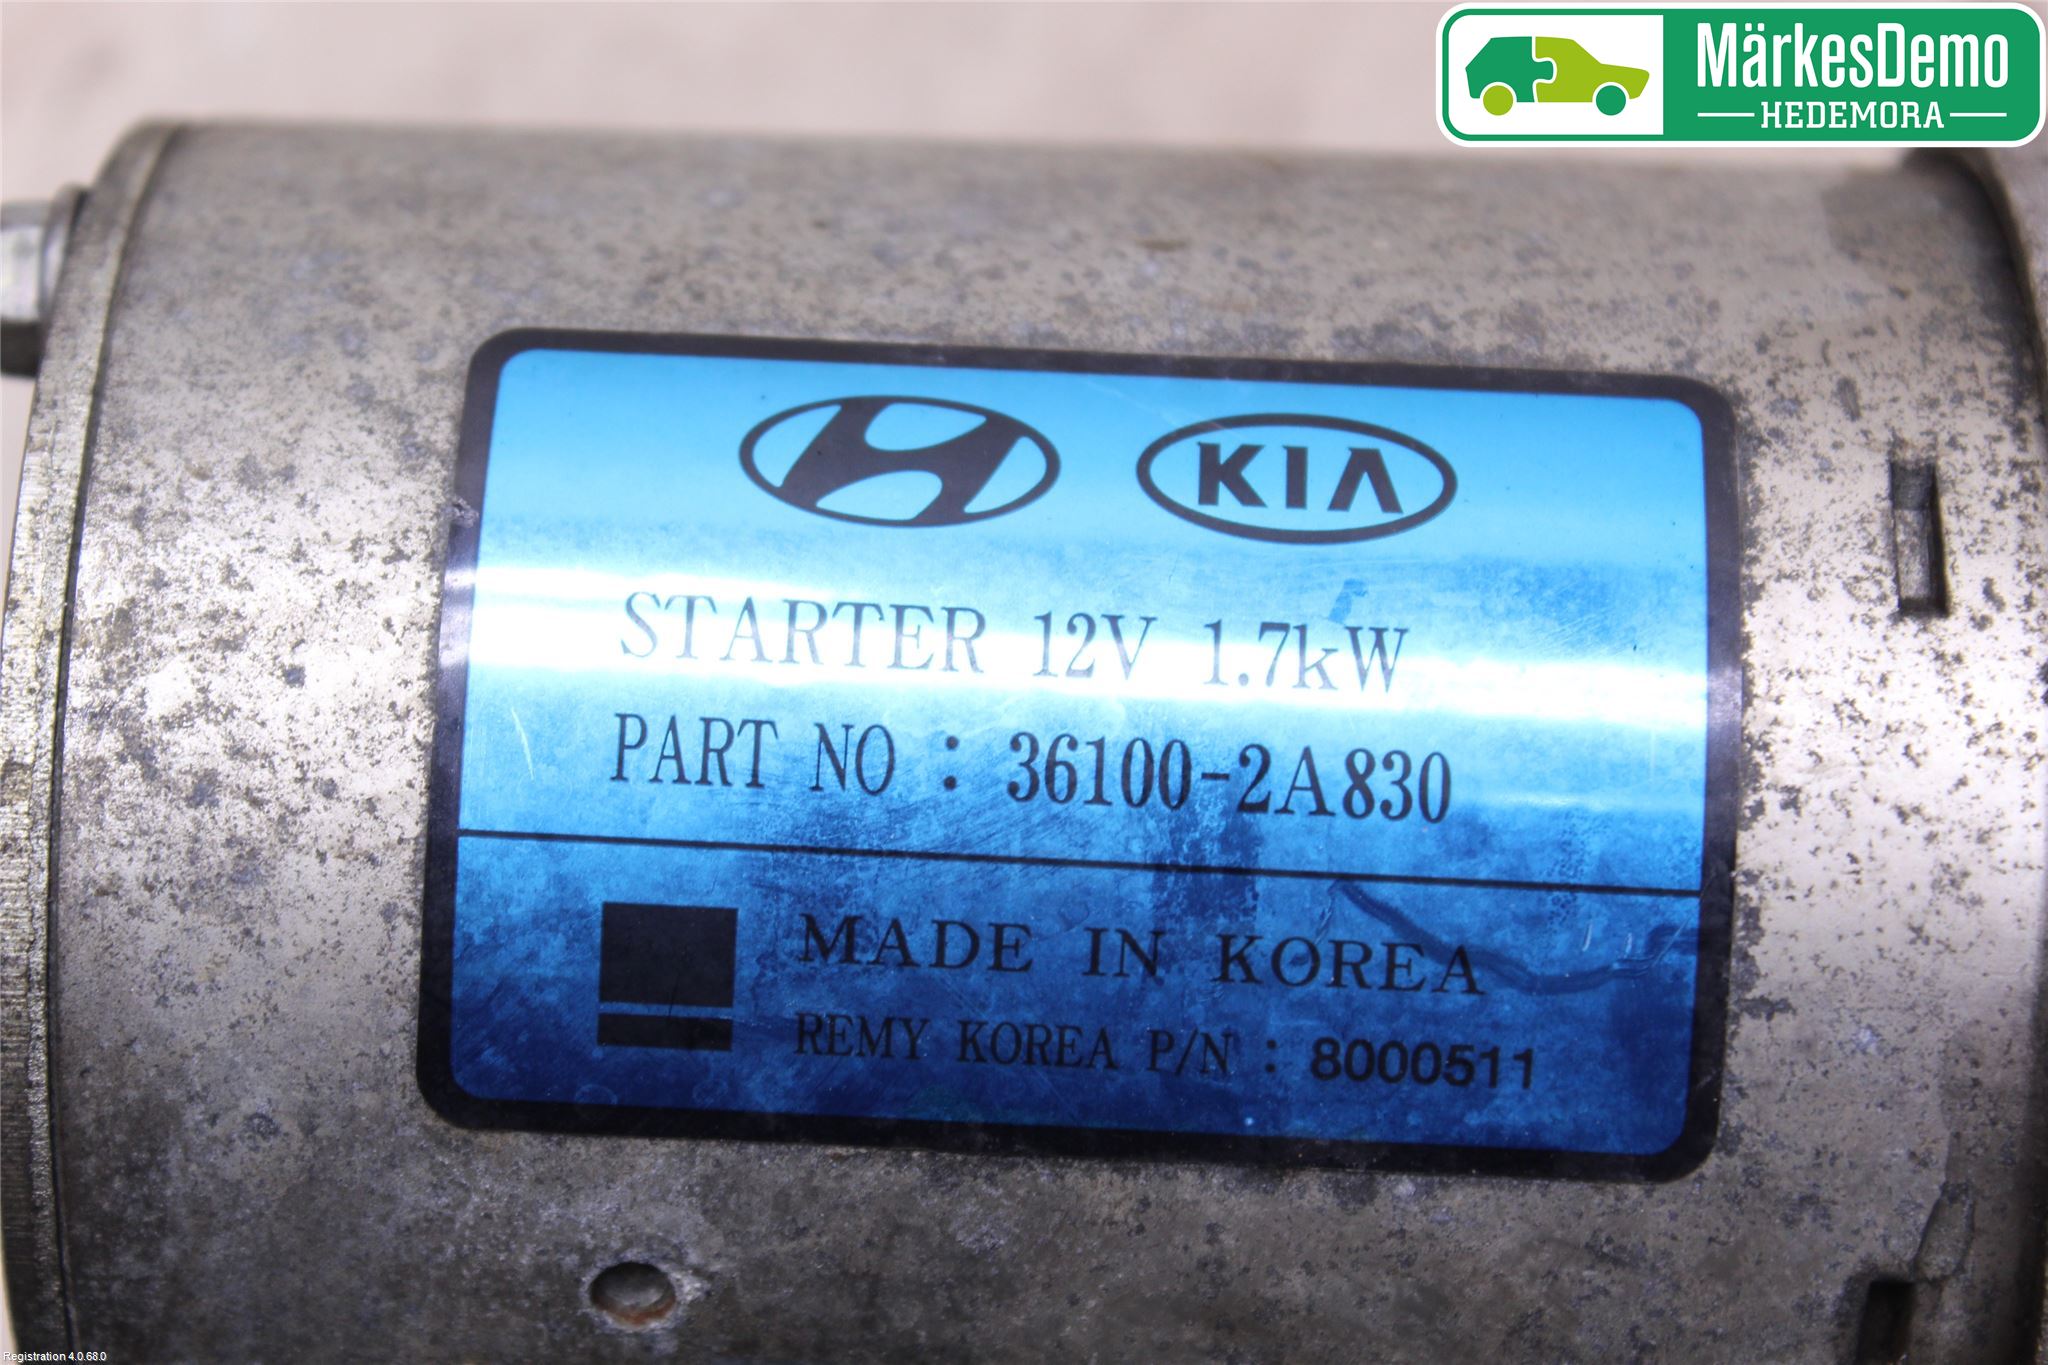 MärkesDemo
HEDEMORA
KIA
STARTER 12V 1.7kW
PART NO : 36100-2A830
MADE IN KOREA
REMY KOREA P/N : 8000511
Registration 4.0.68.0